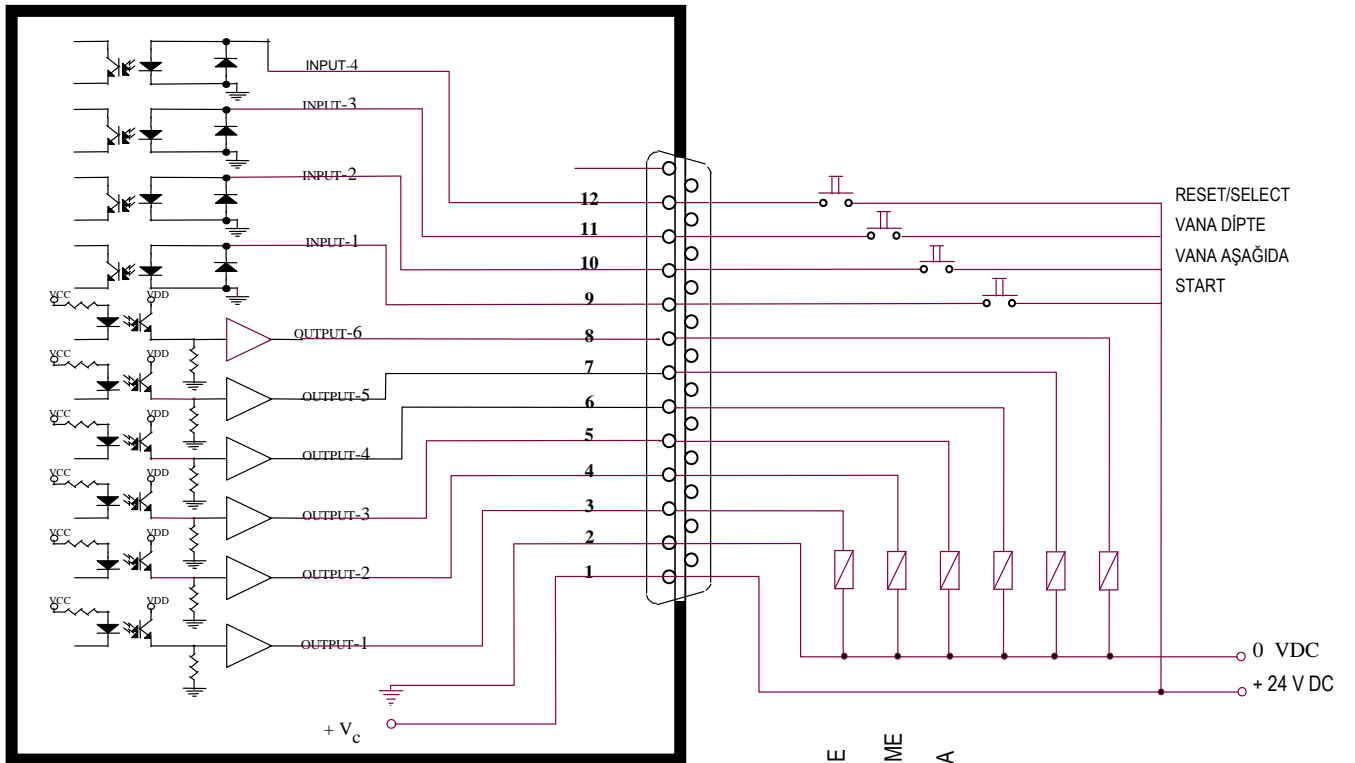 INPUT-4
INPUT-3
INPUT-2
INPUT-1
12
11
10
9
8
7
6
5
4
3
2
1
RESET/SELECT
VANA DİPTE
VANA AŞAĞIDA
START
VCC VDD
OUTPUT-6
VCC VDD
OUTPUT-5
VCC VDD
OUTPUT-4
VCC VDD
OUTPUT-3
VCC VDD
OUTPUT-2
VCC VDD
OUTPUT-1
0 VDC
+ 24 V DC
+ Vc
E
ME
A